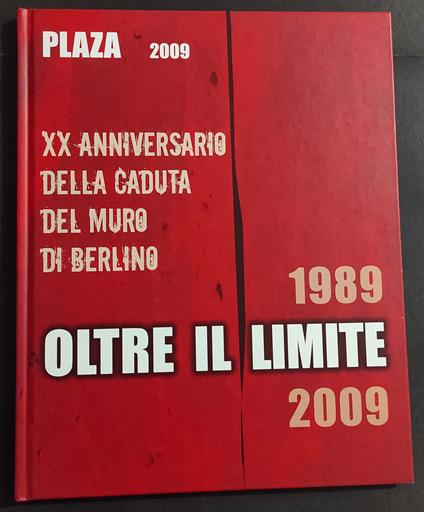 PLAZA 2009
XX ANNIVERSARIO
DELLA CADUTA
DEL MURO
DI BERLINO
1989
OLTRE IL LIMITE
2009